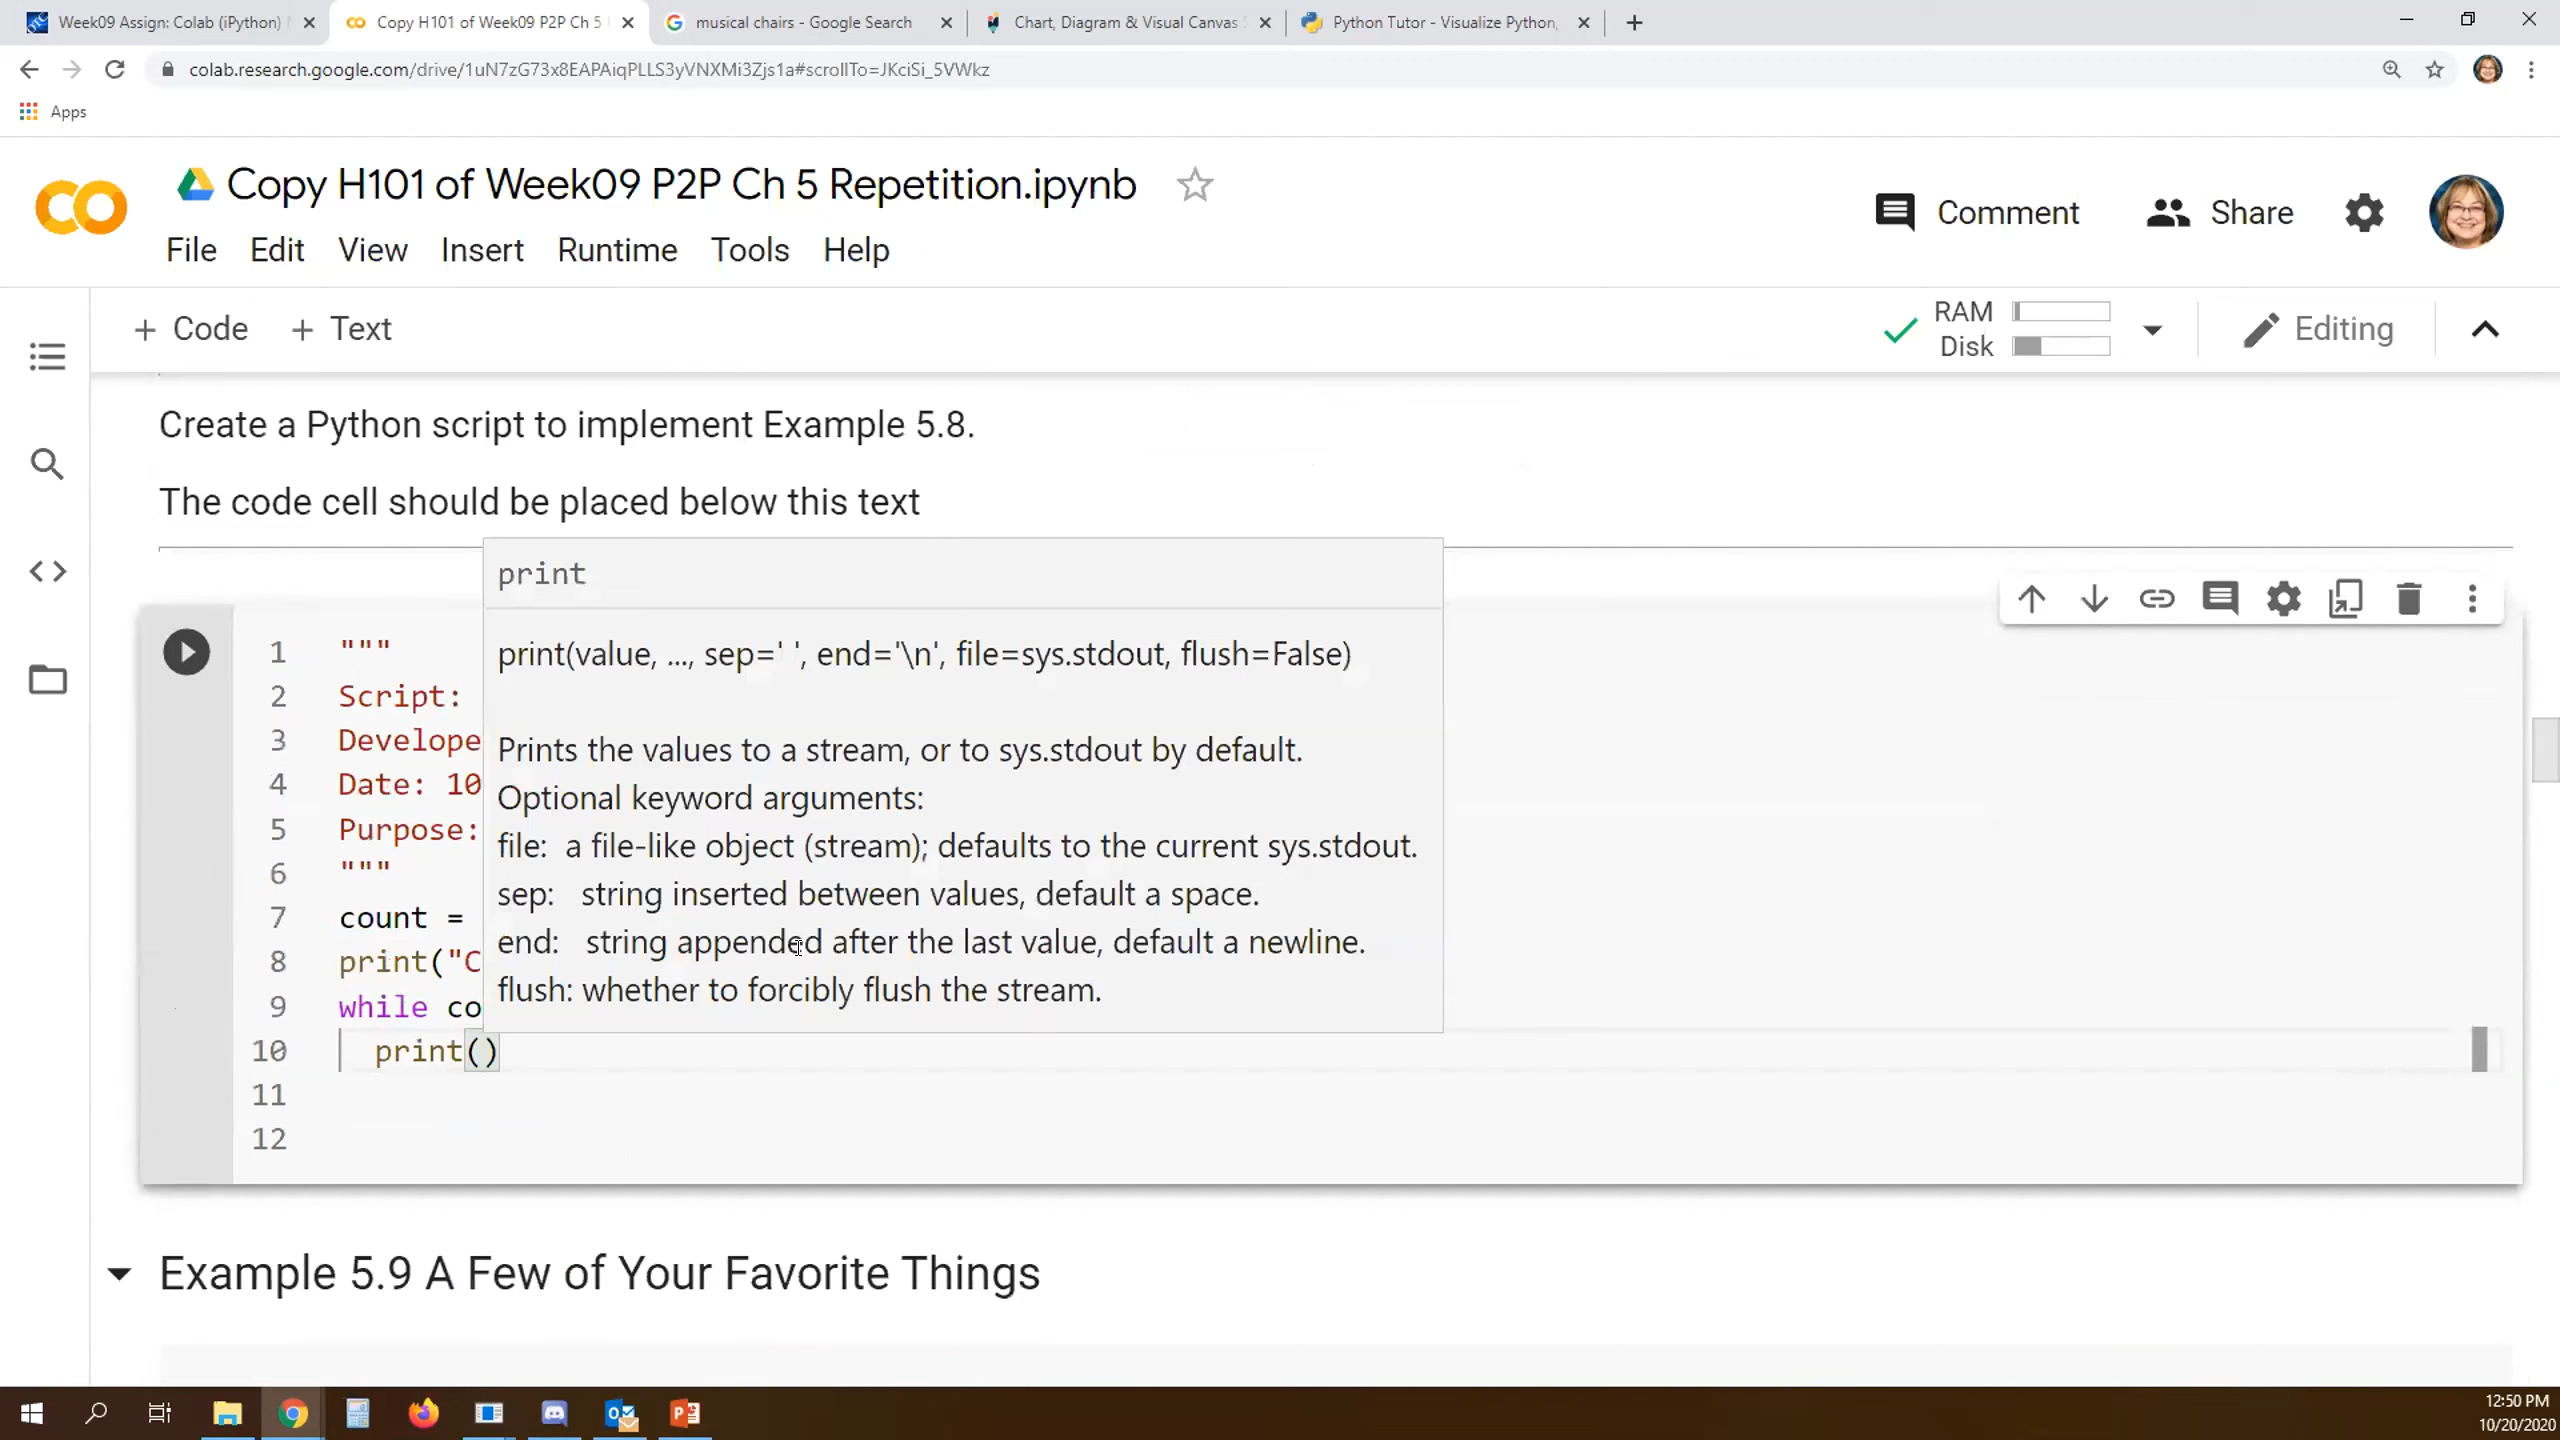 Week09 Assign: Colab (iPython)
Copy H101 of Week09 P2P Ch 5
musical chairs - Google Search
Chart, Diagram & Visual Canvas
Python Tutor - Visualize Python,
colab.research.google.com/drive/1uN7zG73x8EAPAiqPLLS3yVNXMi3Zjs1a#scrollTo=JKciSi_5VWkz
Apps
Copy H101 of Week09 P2P Ch 5 Repetition.ipynb
Comment
Share
File Edit View Insert Runtime Tools Help
+ Code + Text
RAM
Disk
Editing
Create a Python script to implement Example 5.8.
The code cell should be placed below this text
print
print(value, ..., sep=' ', end='\n', file=sys.stdout, flush=False)
Prints the values to a stream, or to sys.stdout by default.
Optional keyword arguments:
file: a file-like object (stream); defaults to the current sys.stdout.
sep: string inserted between values, default a space.
end: string appended after the last value, default a newline.
flush: whether to forcibly flush the stream.
1 """
2 Script:
3 Develope
4 Date: 10
5 Purpose:
6 """
7 count =
8 print("C
9 while co
10 print()
11
12
Example 5.9 A Few of Your Favorite Things
12:50 PM
10/20/2020